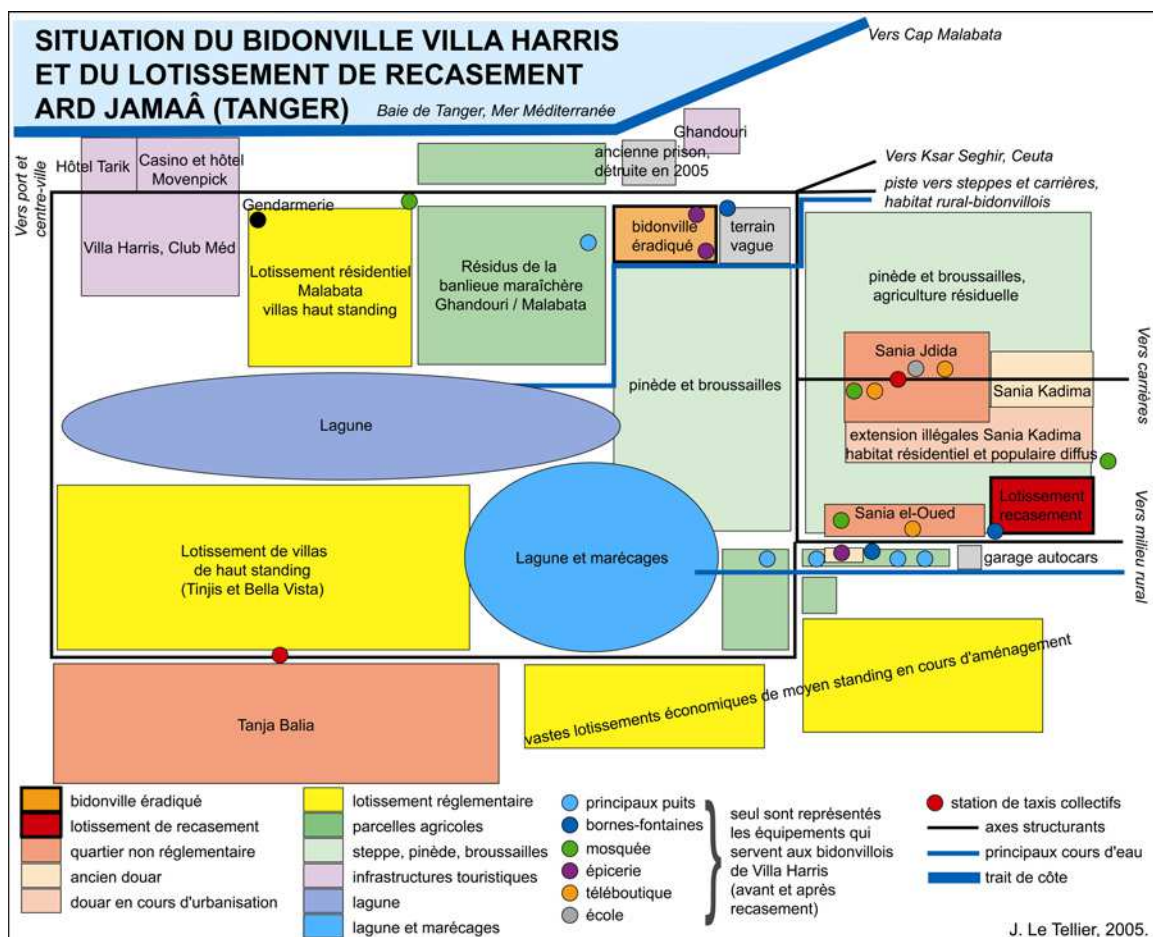 SITUATION DU BIDONVILLE VILLA HARRIS
ET DU LOTISSEMENT DE RECASEMENT
ARD JAMAÂ (TANGER)
Baie de Tanger, Mer Méditerranée
Vers Cap Malabata
Vers port et
centre-ville
Hôtel Tarik
Casino et hôtel
Movenpick
ancienne prison,
détruite en 2005
Ghandouri
Vers Ksar Seghir, Ceuta
piste vers steppes et carrières,
habitat rural-bidonvillois
Villa Harris, Club Méd
Gendarmerie
Lotissement résidentiel
Malabata
villas haut standing
Résidus de la
banlieue maraîchère
Ghandouri / Malabata
bidonville
éradiqué
terrain
vague
pinède et broussailles,
agriculture résiduelle
pinède et broussailles
Sania Jdida
Sania Kadima
Vers carrières
Lagune
extension illégales Sania Kadima
habitat résidentiel et populaire diffus
Lotissement
recasement
Sania el-Oued
Lotissement de villas
de haut standing
(Tinjis et Bella Vista)
Lagune et marécages
garage autocars
Vers milieu rural
Tanja Balia
vastes lotissements économiques de moyen standing en cours d'aménagement
bidonville éradiqué
lotissement de recasement
quartier non réglementaire
ancien douar
douar en cours d'urbanisation
lotissement réglementaire
parcelles agricoles
steppe, pinède, broussailles
infrastructures touristiques
lagune
lagune et marécages
principaux puits
bornes-fontaines
mosquée
épicerie
téléboutique
école
seul sont représentés
les équipements qui
servent aux bidonvillois
de Villa Harris
(avant et après
recasement)
station de taxis collectifs
axes structurants
principaux cours d'eau
trait de côte
J. Le Tellier, 2005.